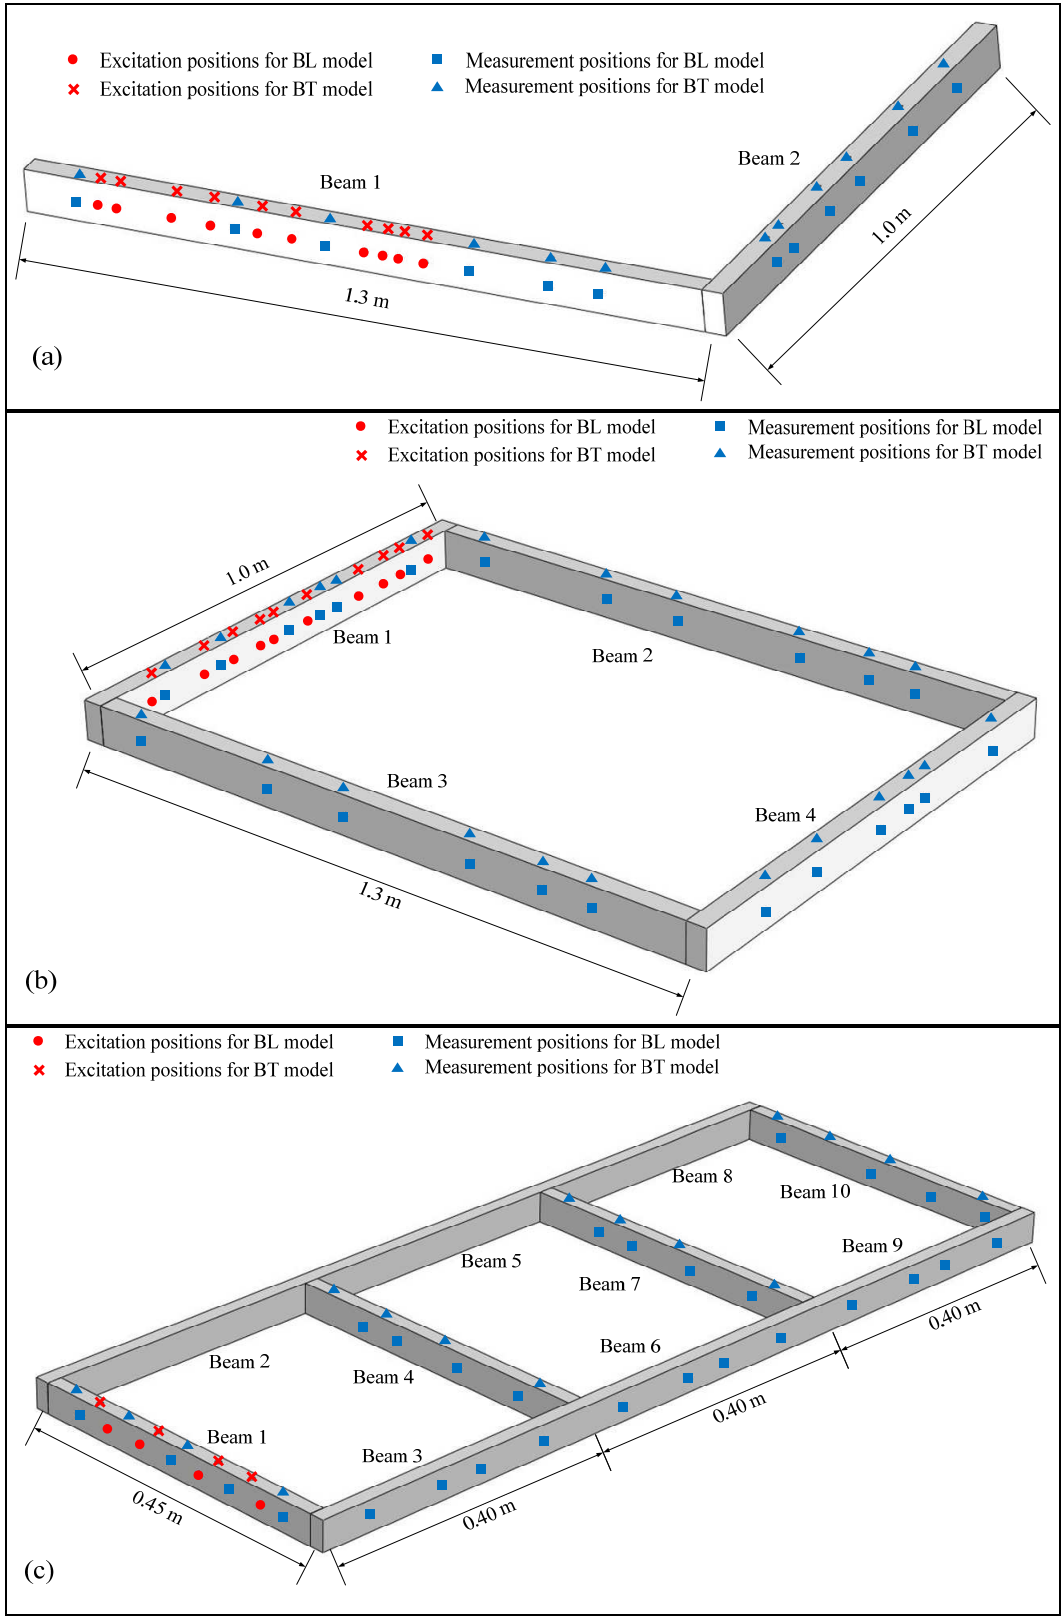 Excitation positions for BL model
Measurement positions for BL model
Excitation positions for BT model
Measurement positions for BT model
Beam 1
Beam 2
1.0 m
1.3 m
(a)
Excitation positions for BL model
Measurement positions for BL model
Excitation positions for BT model
Measurement positions for BT model
1.0 m
Beam 1
Beam 2
Beam 3
Beam 4
1.3 m
(b)
Excitation positions for BL model
Measurement positions for BL model
Excitation positions for BT model
Measurement positions for BT model
Beam 8
Beam 10
Beam 5
Beam 9
Beam 7
0.40 m
Beam 6
Beam 2
Beam 4
0.40 m
Beam 1
Beam 3
0.45 m
0.40 m
(c)